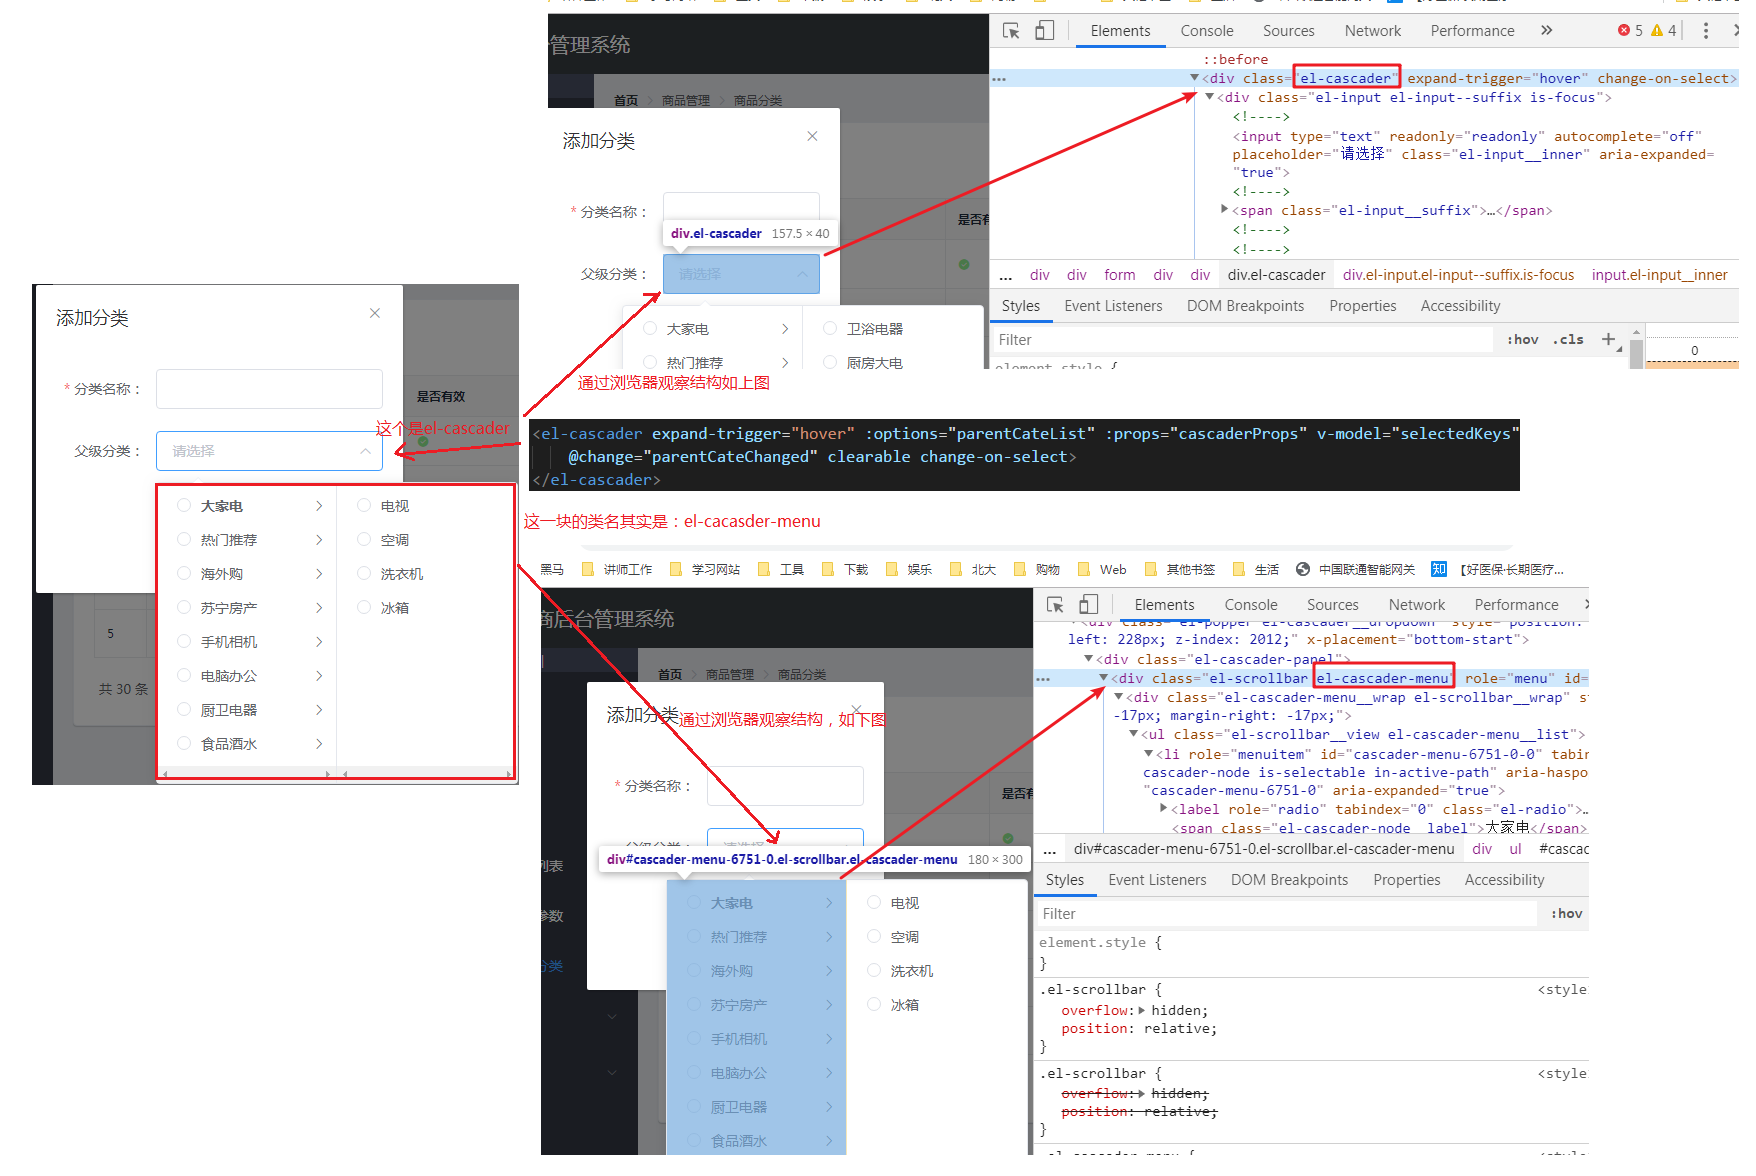 管理系统
首页 商品管理 商品分类
添加分类
* 分类名称：
div.el-cascader 157.5 × 40
父级分类： 请选择
大家电 卫浴电器
热门推荐 厨房大电
是否有
Elements Console Sources Network Performance » 5 4
::before
<div class="el-cascader" expand-trigger="hover" change-on-select>
<div class="el-input el-input--suffix is-focus">
<!---->
<input type="text" readonly="readonly" autocomplete="off"
placeholder="请选择" class="el-input__inner" aria-expanded=
"true">
<!---->
<span class="el-input__suffix">…</span>
<!---->
<!---->
... div div form div div div.el-cascader div.el-input.el-input--suffix.is-focus input.el-input__inner
Styles Event Listeners DOM Breakpoints Properties Accessibility
Filter :hov .cls +
0
element.style {
通过浏览器观察结构如上图
添加分类
* 分类名称：
是否有效
这个是el-cascader
父级分类： 请选择
大家电 电视
热门推荐 空调
海外购 洗衣机
苏宁房产 冰箱
手机相机
电脑办公
厨卫电器
食品酒水
5
共 30 条
<el-cascader expand-trigger="hover" :options="parentCateList" :props="cascaderProps" v-model="selectedKeys"
@change="parentCateChanged" clearable change-on-select>
</el-cascader>
这一块的类名其实是：el-cacasder-menu
黑马 讲师工作 学习网站 工具 下载 娱乐 北大 购物 Web 其他书签 生活 中国联通智能网关 知 【好医保·长期医疗...
商后台管理系统
首页 商品管理 商品分类
添加分类
通过浏览器观察结构，如下图
* 分类名称：
是否有
父级分类： 请选择
div#cascader-menu-6751-0.el-scrollbar.el-cascader-menu 180 × 300
列表
参数
分类
大家电 电视
热门推荐 空调
海外购 洗衣机
苏宁房产 冰箱
手机相机
电脑办公
厨卫电器
食品酒水
Elements Console Sources Network Performance
<div class="el-popper el-cascader__dropdown" style="position:
left: 228px; z-index: 2012;" x-placement="bottom-start">
<div class="el-cascader-panel">
<div class="el-scrollbar el-cascader-menu" role="menu" id=
<div class="el-cascader-menu__wrap el-scrollbar__wrap" st
-17px; margin-right: -17px;">
<ul class="el-scrollbar__view el-cascader-menu__list">
<li role="menuitem" id="cascader-menu-6751-0-0" tabin
cascader-node is-selectable in-active-path" aria-haspo
"cascader-menu-6751-0" aria-expanded="true">
<label role="radio" tabindex="0" class="el-radio">…
<span class="el-cascader-node__label">大家电</span>
... div#cascader-menu-6751-0.el-scrollbar.el-cascader-menu div ul #cascac
Styles Event Listeners DOM Breakpoints Properties Accessibility
Filter :hov
element.style {
}
.el-scrollbar { <style
overflow: hidden;
position: relative;
}
.el-scrollbar { <style
overflow: hidden;
position: relative;
}